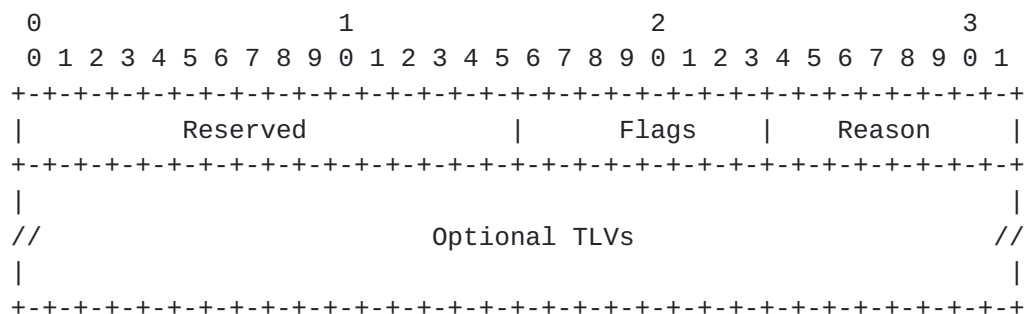 0                   1                   2                   3
 0 1 2 3 4 5 6 7 8 9 0 1 2 3 4 5 6 7 8 9 0 1 2 3 4 5 6 7 8 9 0 1
+-+-+-+-+-+-+-+-+-+-+-+-+-+-+-+-+-+-+-+-+-+-+-+-+-+-+-+-+-+-+-+-+
|          Reserved             |      Flags    |    Reason     |
+-+-+-+-+-+-+-+-+-+-+-+-+-+-+-+-+-+-+-+-+-+-+-+-+-+-+-+-+-+-+-+-+
|                                                               |
//                         Optional TLVs                       //
|                                                               |
+-+-+-+-+-+-+-+-+-+-+-+-+-+-+-+-+-+-+-+-+-+-+-+-+-+-+-+-+-+-+-+-+